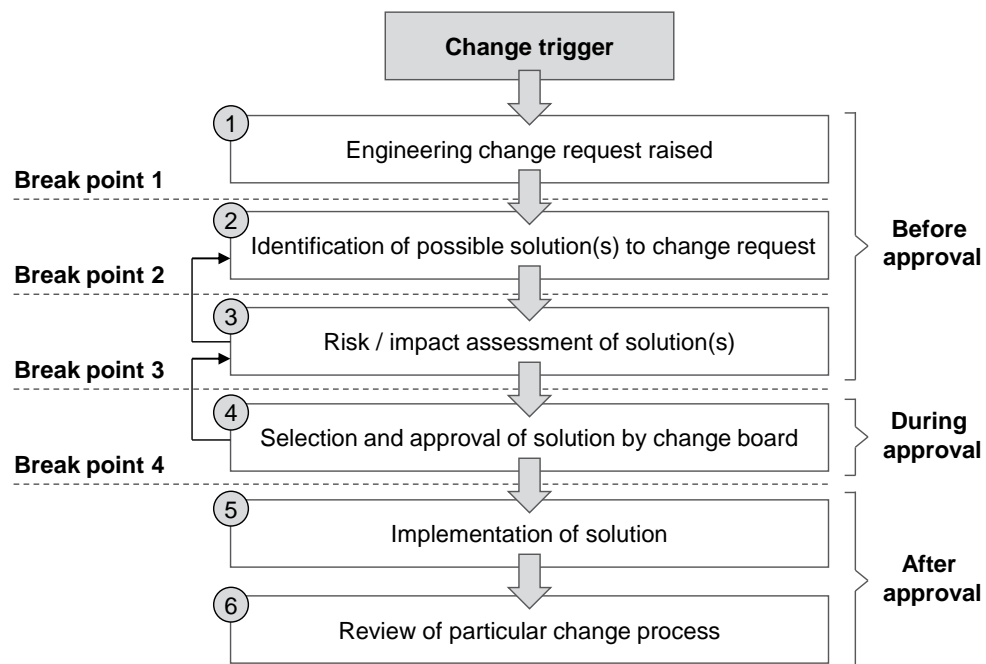 Change trigger
1
Engineering change request raised
Break point 1
2
Identification of possible solution(s) to change request
Before
approval
Break point 2
3
Risk / impact assessment of solution(s)
Break point 3
4
Selection and approval of solution by change board
During
approval
Break point 4
5
Implementation of solution
After
approval
6
Review of particular change process